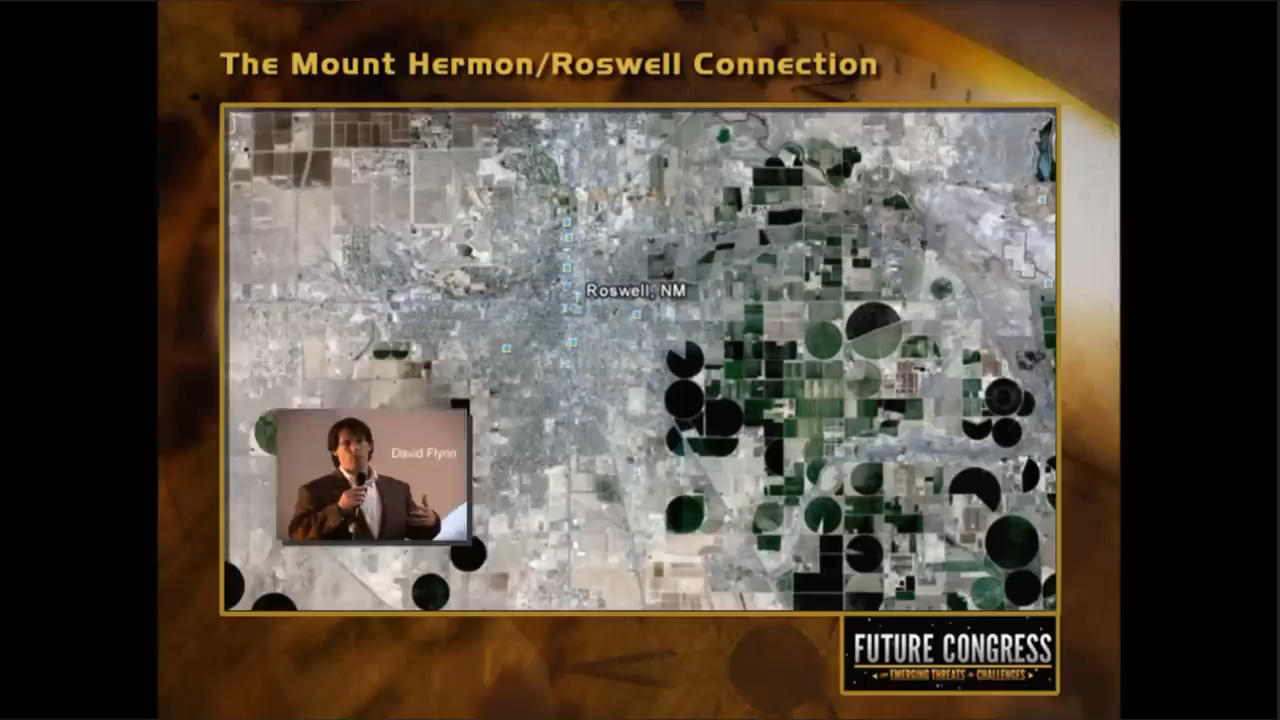 The Mount Hermon/Roswell Connection
Roswell, NM
David Flynn
FUTURE CONGRESS
EMERGING THREATS + CHALLENGES